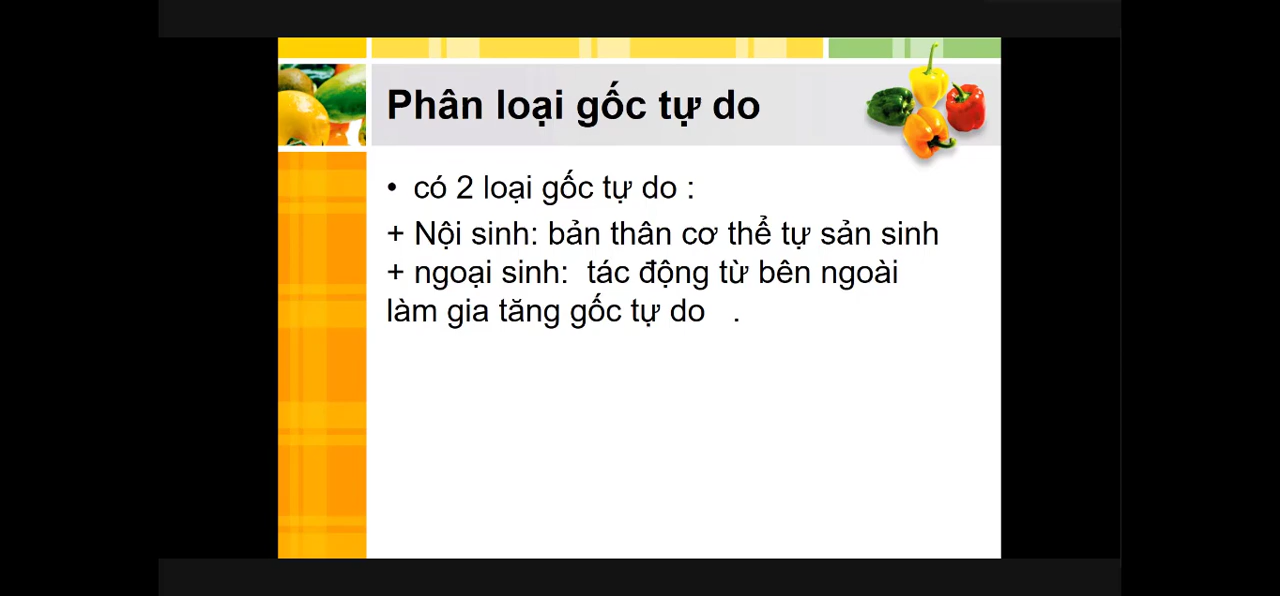 Phân loại gốc tự do
• có 2 loại gốc tự do :
+ Nội sinh: bản thân cơ thể tự sản sinh
+ ngoại sinh:  tác động từ bên ngoài
làm gia tăng gốc tự do   .